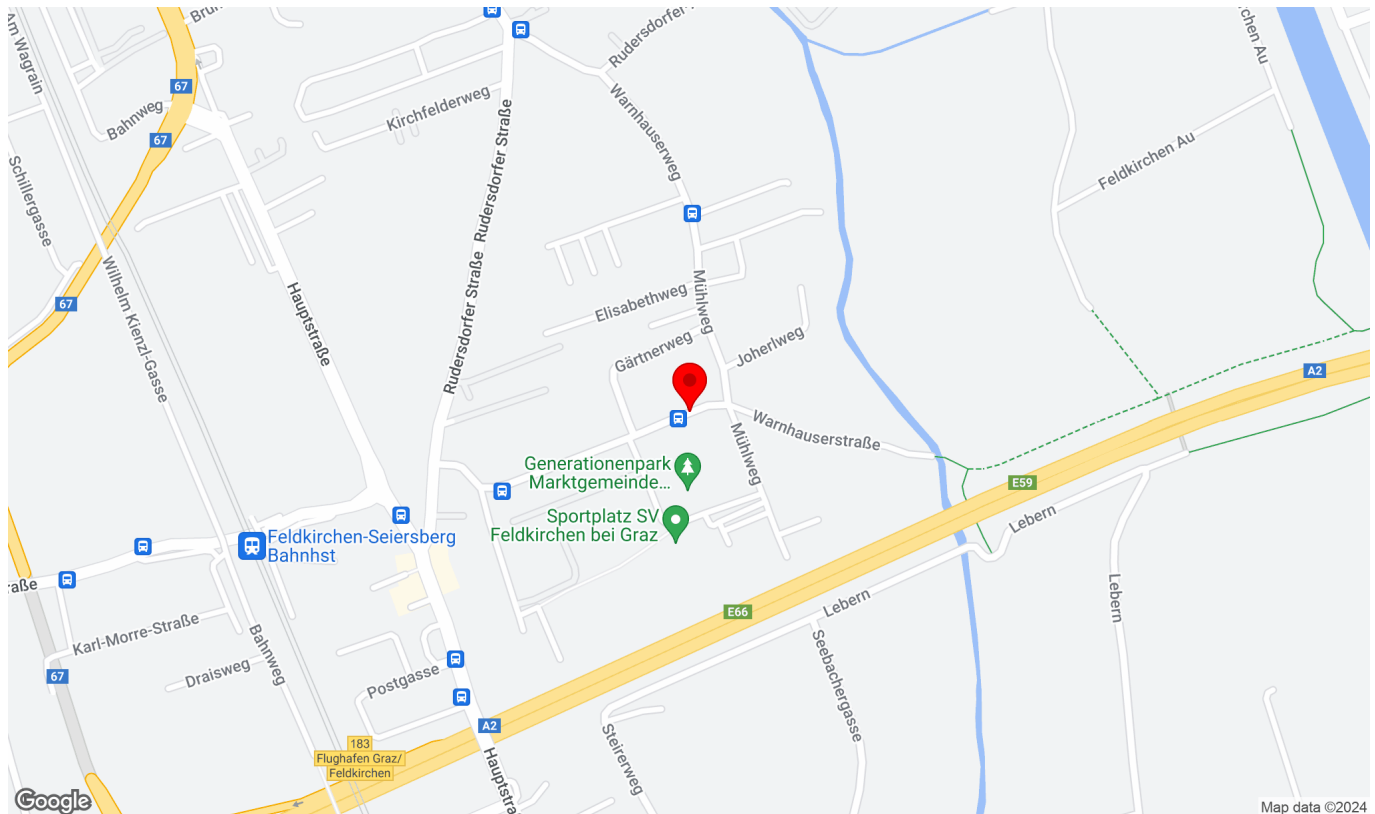 Am Wagrain
67
Bahnweg
67
Schillergasse
67
Wilhelm Kienzl-Gasse
Hauptstraße
Kirchfelderweg
Rudersdorfer Straße
Rudersdorfer Straße
Warnhauserweg
Feldkirchen Au
A2
Elisabethweg
Mühlweg
Gärtnerweg
Joherlweg
Warnhauserstraße
Mühlweg
Generationenpark
Marktgemeinde...
Sportplatz SV
Feldkirchen bei Graz
E59
Lebern
Feldkirchen-Seiersberg
Bahnhst
E66
Lebern
Lebern
Karl-Morre-Straße
Bahnweg
67
Draisweg
Postgasse
Seebachergasse
A2
Steirerweg
183
Flughafen Graz/
Feldkirchen
Google
Map data ©2024